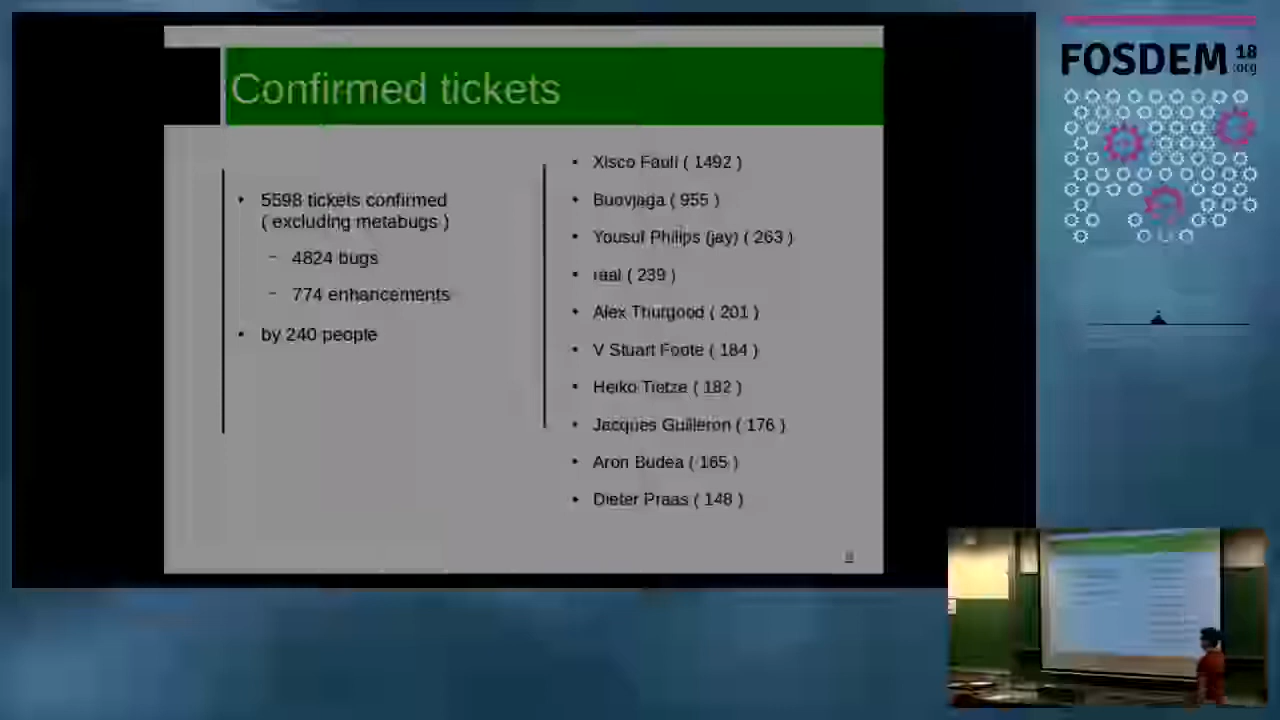 Confirmed tickets
5598 tickets confirmed
( excluding metabugs )
4824 bugs
774 enhancements
by 240 people
Xisco Faulí ( 1492 )
Buovjaga ( 955 )
Yousuf Philips (jay) ( 263 )
raal ( 239 )
Alex Thurgood ( 201 )
V Stuart Foote ( 184 )
Heiko Tietze ( 182 )
Jacques Guilleron ( 176 )
Aron Budea ( 165 )
Dieter Praas ( 148 )
FOSDEM 18
.org